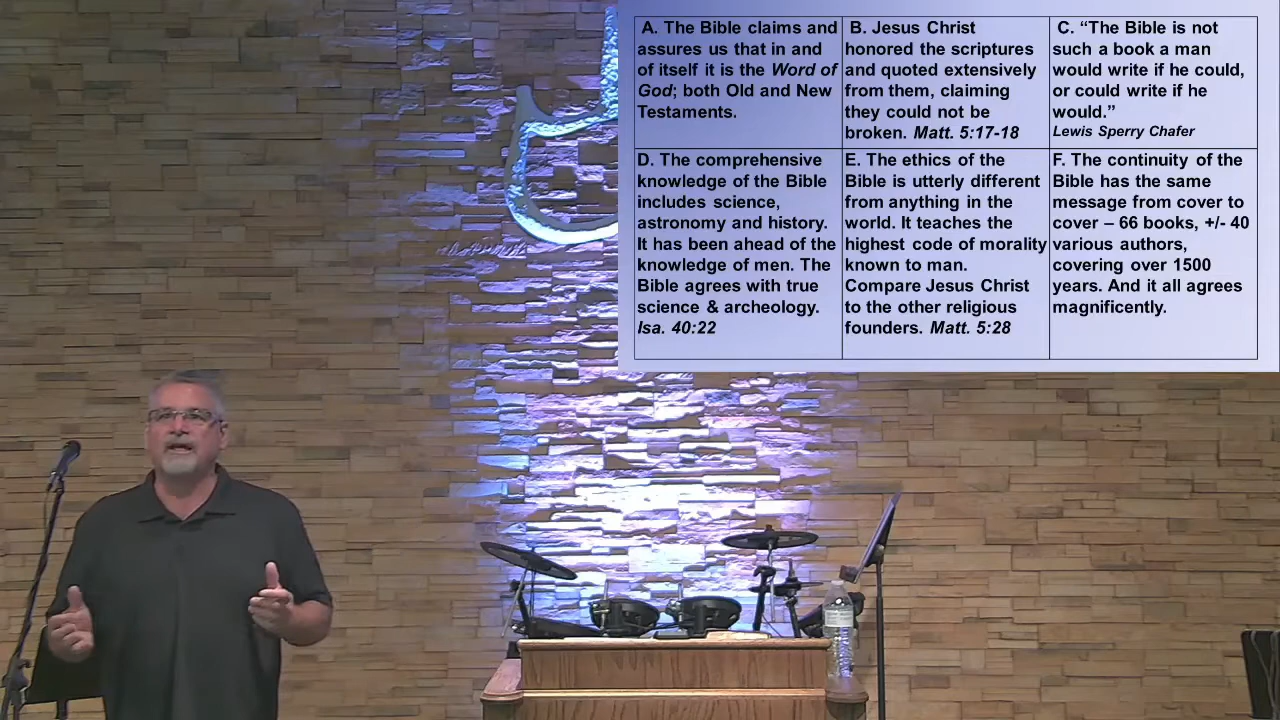 A. The Bible claims and
assures us that in and
of itself it is the Word of
God; both Old and New
Testaments.
B. Jesus Christ
honored the scriptures
and quoted extensively
from them, claiming
they could not be
broken. Matt. 5:17-18
C. “The Bible is not
such a book a man
would write if he could,
or could write if he
would.”
Lewis Sperry Chafer
D. The comprehensive
knowledge of the Bible
includes science,
astronomy and history.
It has been ahead of the
knowledge of men. The
Bible agrees with true
science & archeology.
Isa. 40:22
E. The ethics of the
Bible is utterly different
from anything in the
world. It teaches the
highest code of morality
known to man.
Compare Jesus Christ
to the other religious
founders. Matt. 5:28
F. The continuity of the
Bible has the same
message from cover to
cover – 66 books, +/- 40
various authors,
covering over 1500
years. And it all agrees
magnificently.